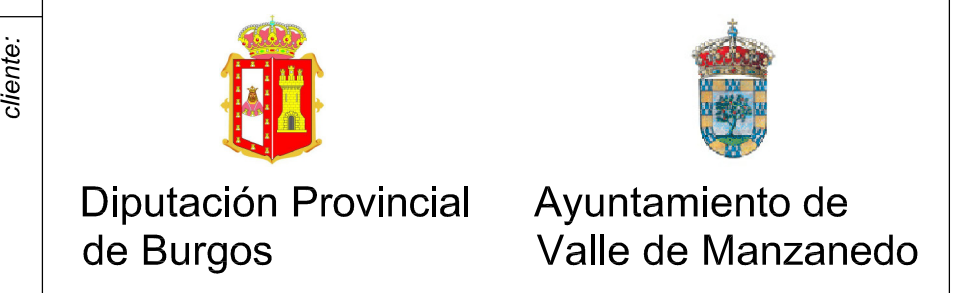 cliente:
Diputación Provincial
de Burgos
Ayuntamiento de
Valle de Manzanedo